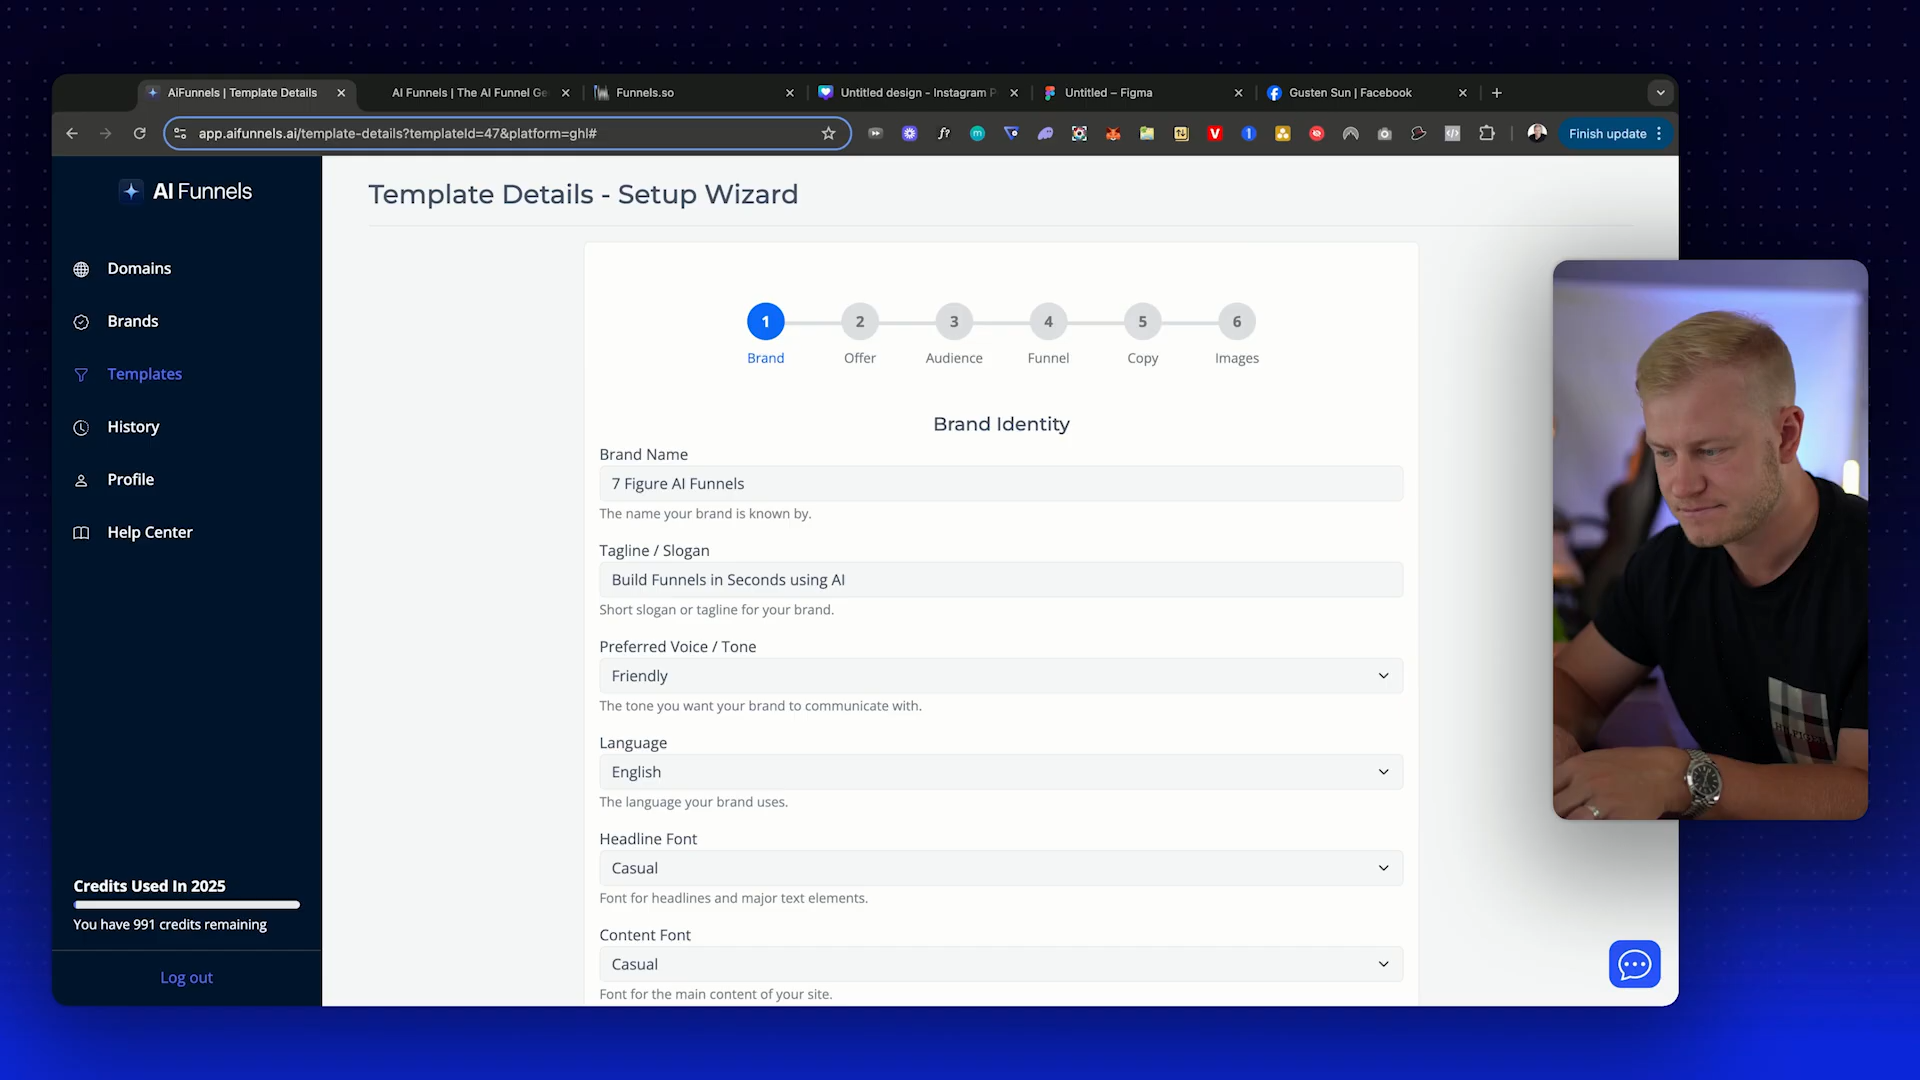 AiFunnels | Template Details
AI Funnels | The AI Funnel Ge
Funnels.so
Untitled design - Instagram P
Untitled – Figma
Gusten Sun | Facebook
app.aifunnels.ai/template-details?templateId=47&platform=ghl#
Finish update
AI Funnels
Domains
Brands
Templates
History
Profile
Help Center
Credits Used In 2025
You have 991 credits remaining
Log out
Template Details - Setup Wizard
1
2
3
4
5
6
Brand
Offer
Audience
Funnel
Copy
Images
Brand Identity
Brand Name
7 Figure AI Funnels
The name your brand is known by.
Tagline / Slogan
Build Funnels in Seconds using AI
Short slogan or tagline for your brand.
Preferred Voice / Tone
Friendly
The tone you want your brand to communicate with.
Language
English
The language your brand uses.
Headline Font
Casual
Font for headlines and major text elements.
Content Font
Casual
Font for the main content of your site.